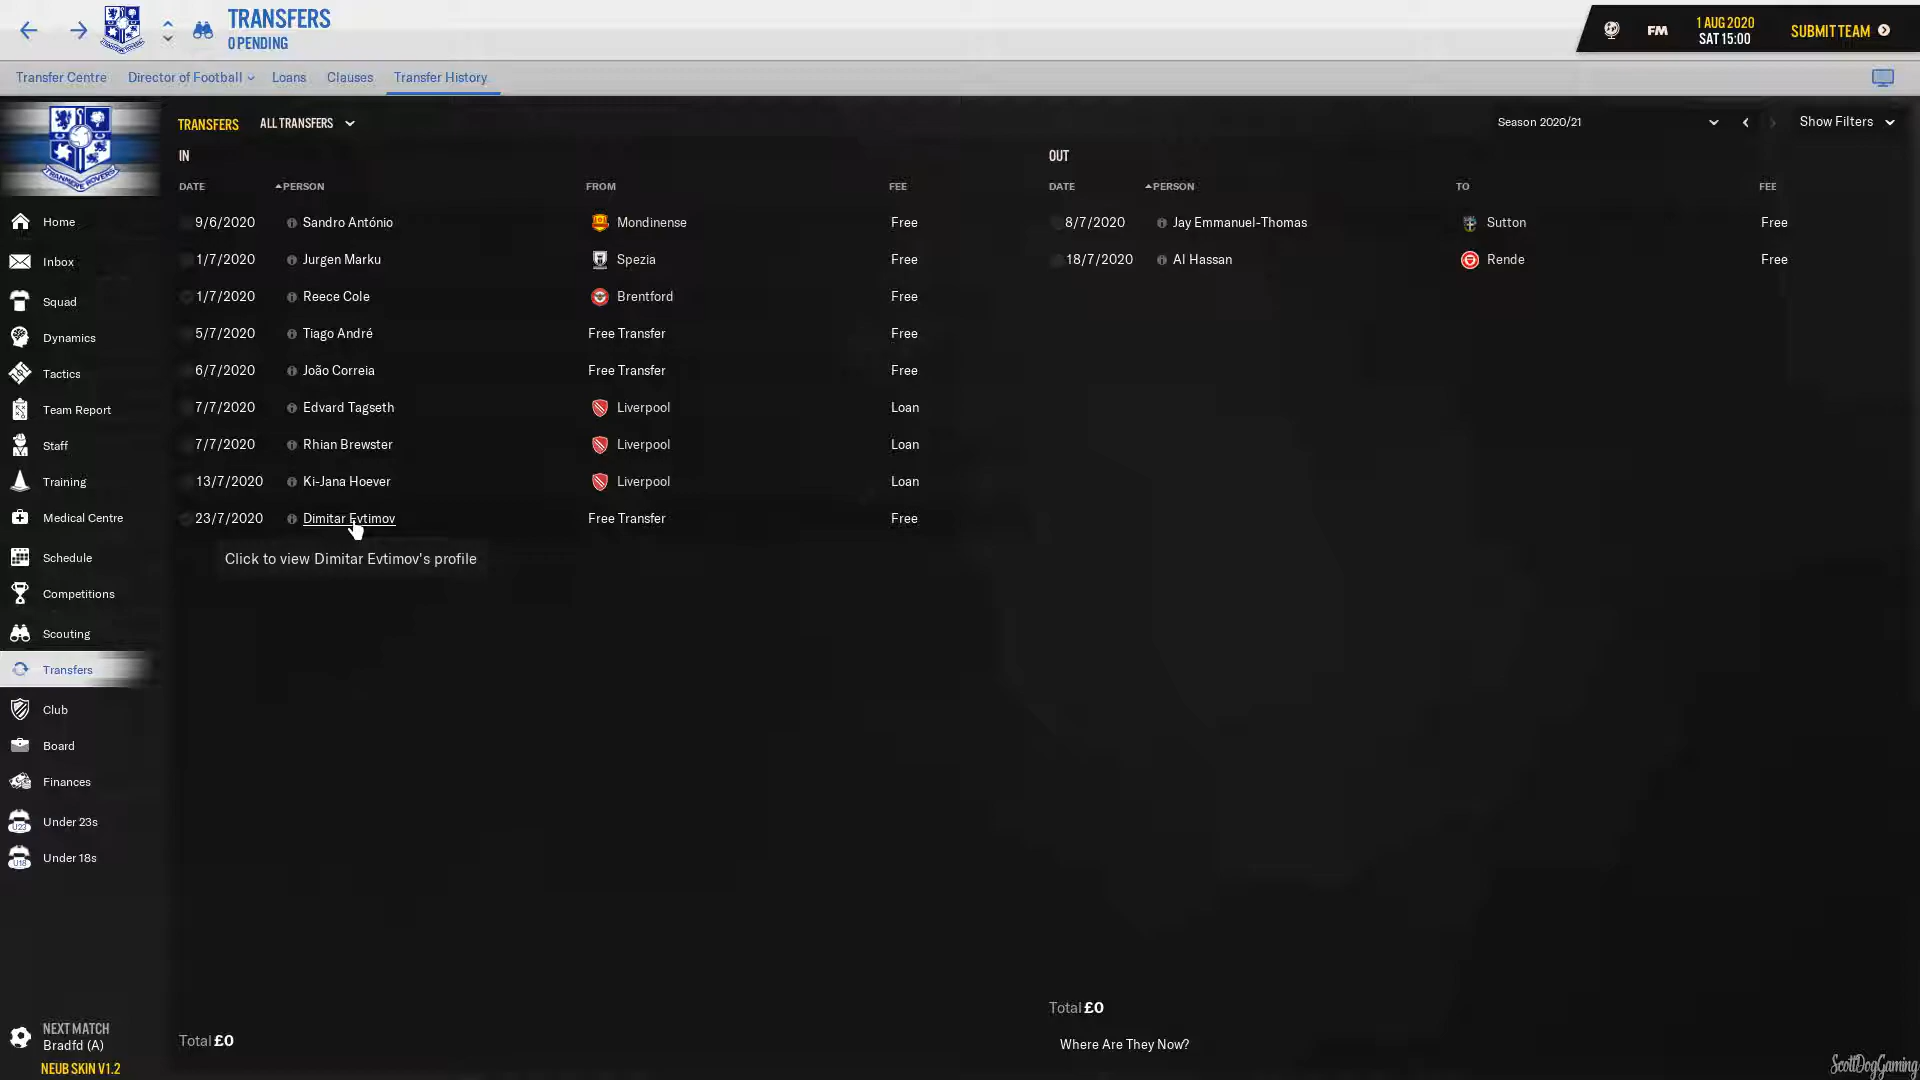 TRANSFERS
0 PENDING
FM
1 AUG 2020
SAT 15:00
SUBMIT TEAM
Transfer Centre
Director of Football
Loans
Clauses
Transfer History
TRANMERE ROVERS
TRANSFERS
ALL TRANSFERS
Season 2020/21
Show Filters
IN
DATE PERSON FROM FEE
9/6/2020 Sandro António Mondinense Free
1/7/2020 Jurgen Marku Spezia Free
1/7/2020 Reece Cole Brentford Free
5/7/2020 Tiago André Free Transfer Free
6/7/2020 João Correia Free Transfer Free
7/7/2020 Edvard Tagseth Liverpool Loan
7/7/2020 Rhian Brewster Liverpool Loan
13/7/2020 Ki-Jana Hoever Liverpool Loan
23/7/2020 Dimitar Evtimov Free Transfer Free
Click to view Dimitar Evtimov's profile
Total £0
OUT
DATE PERSON TO FEE
8/7/2020 Jay Emmanuel-Thomas Sutton Free
18/7/2020 Al Hassan Rende Free
Total £0
Where Are They Now?
Home
Inbox
Squad
Dynamics
Tactics
Team Report
Staff
Training
Medical Centre
Schedule
Competitions
Scouting
Transfers
Club
Board
Finances
U23
Under 23s
U18
Under 18s
NEXT MATCH
Bradfd (A)
NEUB SKIN V1.2
ScottDogGaming